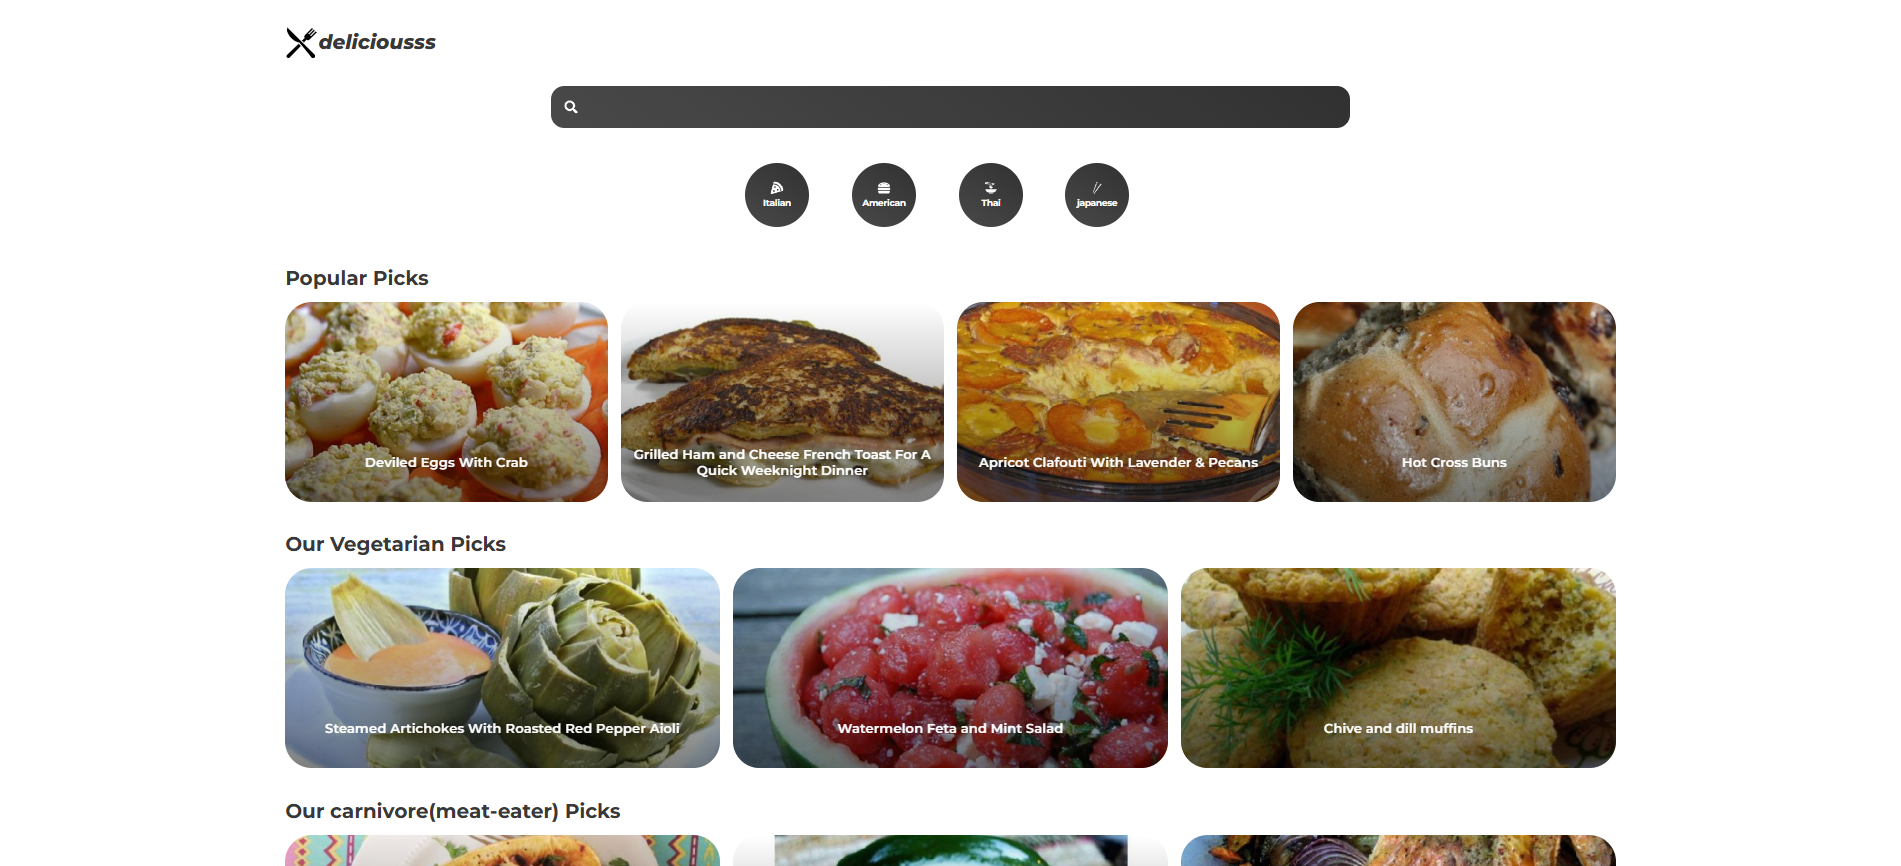 deliciousss
Italian
American
Thai
japanese
Popular Picks
Deviled Eggs With Crab
Grilled Ham and Cheese French Toast For A
Quick Weeknight Dinner
Apricot Clafouti With Lavender & Pecans
Hot Cross Buns
Our Vegetarian Picks
Steamed Artichokes With Roasted Red Pepper Aioli
Watermelon Feta and Mint Salad
Chive and dill muffins
Our carnivore(meat-eater) Picks